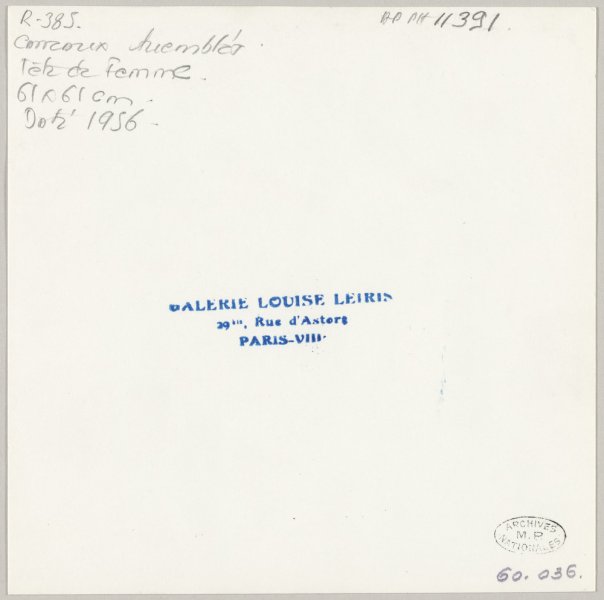 R-385.
AP PH 11391
Carreaux Assemblés.
Tête de Femme.
61 x 61 cm.
Daté 1956-
GALERIE LOUISE LEIRIS
29 bis, Rue d'Astorg
PARIS-VIII
ARCHIVES
M.P
NATIONALES
60.036.